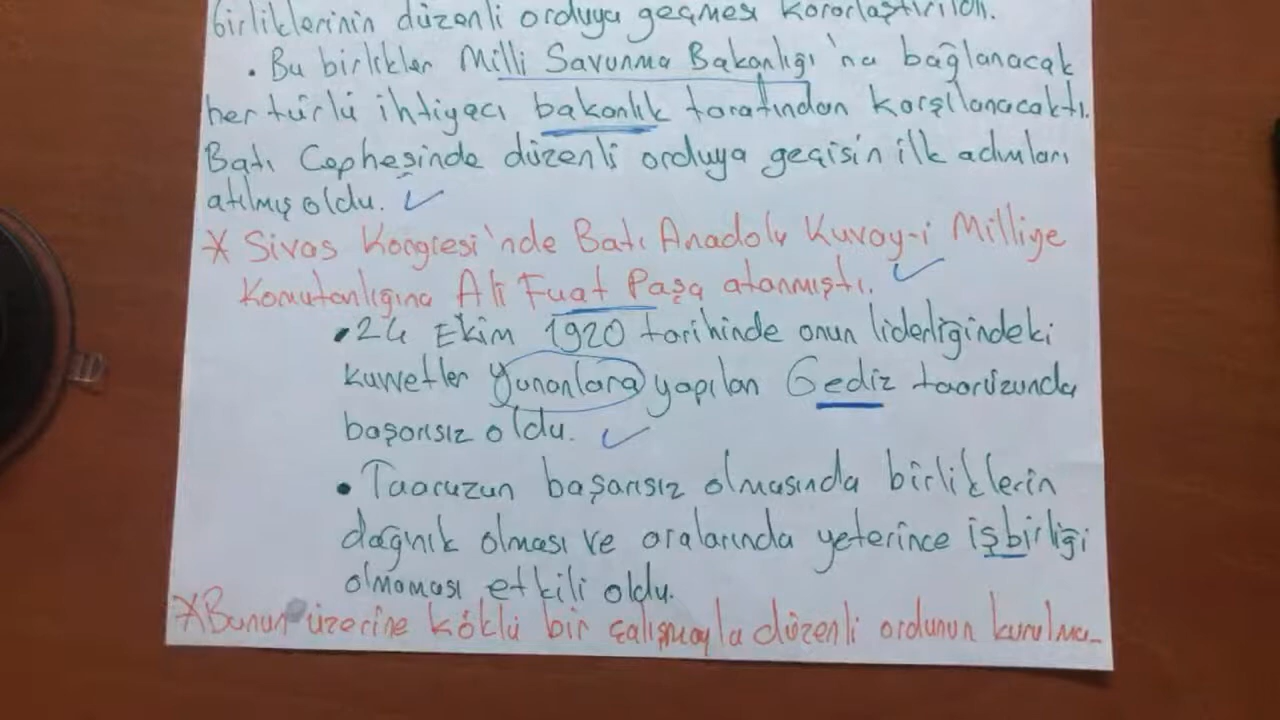 birliklerinin düzenli orduya geçmesi kararlaştırıldı.
• Bu birlikler Milli Savunma Bakanlığı'na bağlanacak
her türlü ihtiyacı bakanlık tarafından karşılanacaktı.
Batı Cephesinde düzenli orduya geçisin ilk adımları
atılmış oldu.
* Sivas Kongresi'nde Batı Anadolu Kuvay-i Milliye
Komutanlığına Ali Fuat Paşa atanmıştı.
• 24 Ekim 1920 tarihinde onun liderliğindeki
kuvvetler Yunanlara yapılan Gediz taarruzunda
başarısız oldu.
• Taarruzun başarısız olmasında birliklerin
dağınık olması ve aralarında yeterince işbirliği
olmaması etkili oldu.
* Bunun üzerine köklü bir çalışmayla düzenli ordunun kurulma-